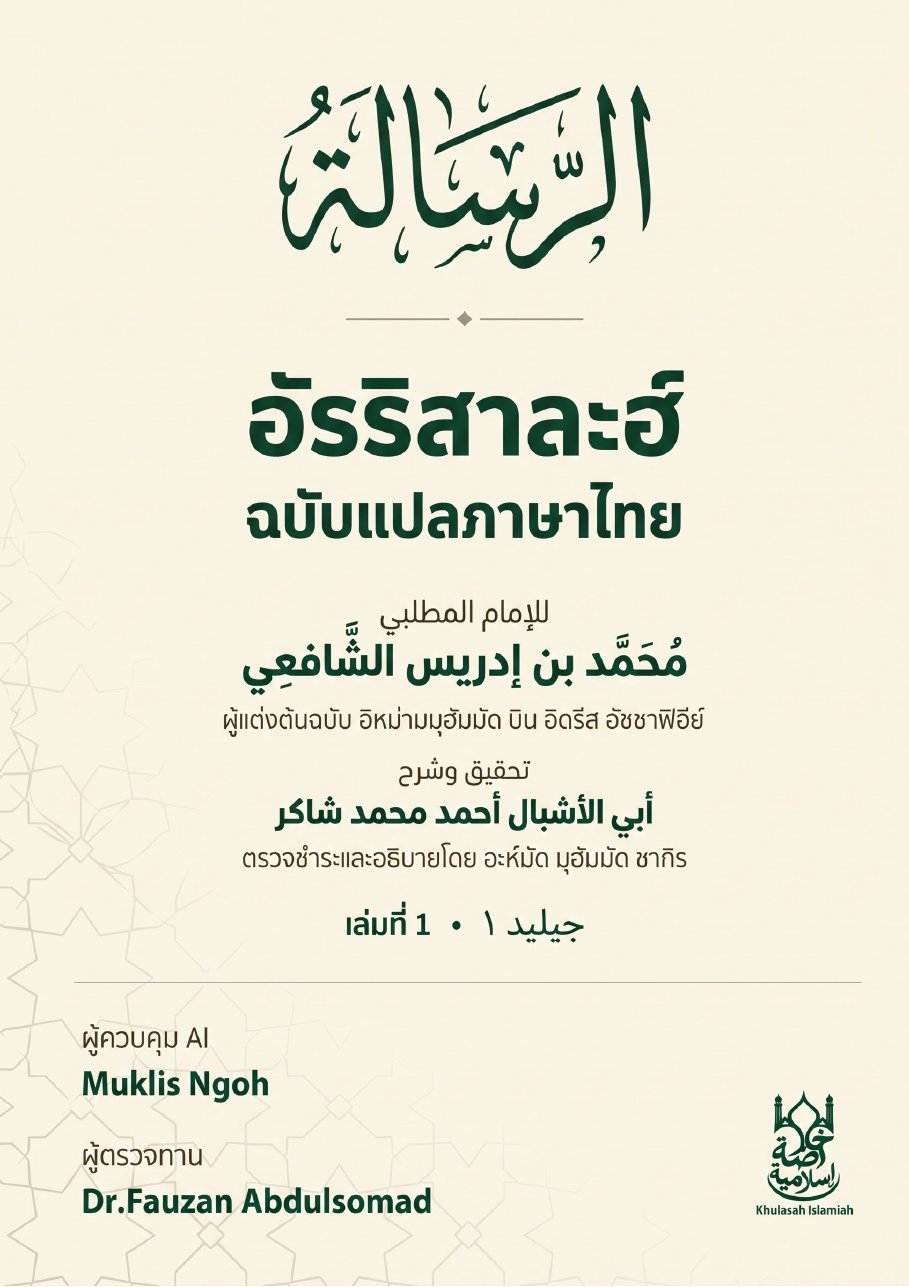 الرِّسَالَةُ
อัรริสาละฮ์
ฉบับแปลภาษาไทย
للإمام المطلبي
مُحَمَّد بن إدريس الشَّافعِي
ผู้แต่งต้นฉบับ อิหม่ามมุฮัมมัด บิน อิดรีส อัชชาฟิอีย์
تحقيق وشرح
أبي الأشبال أحمد محمد شاكر
ตรวจชำระและอธิบายโดย อะห์มัด มุฮัมมัด ชากิร
เล่มที่ 1 • جيليد ١
ผู้ควบคุม AI
Muklis Ngoh
ผู้ตรวจทาน
Dr.Fauzan Abdulsomad
خلاصة
إسلامية
Khulasah Islamiah